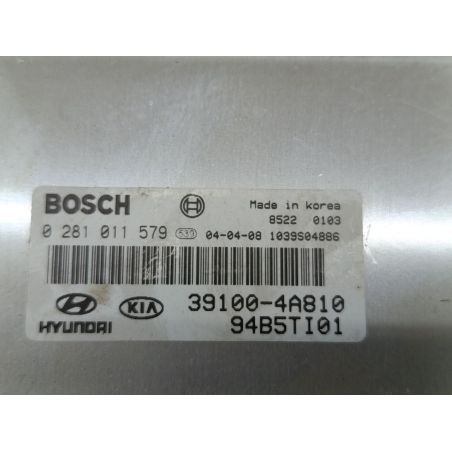 BOSCH Made in korea
8522 0103
0 281 011 579 530 04-04-08 1039S04886
HYUNDAI KIA 39100-4A810
94B5TI01